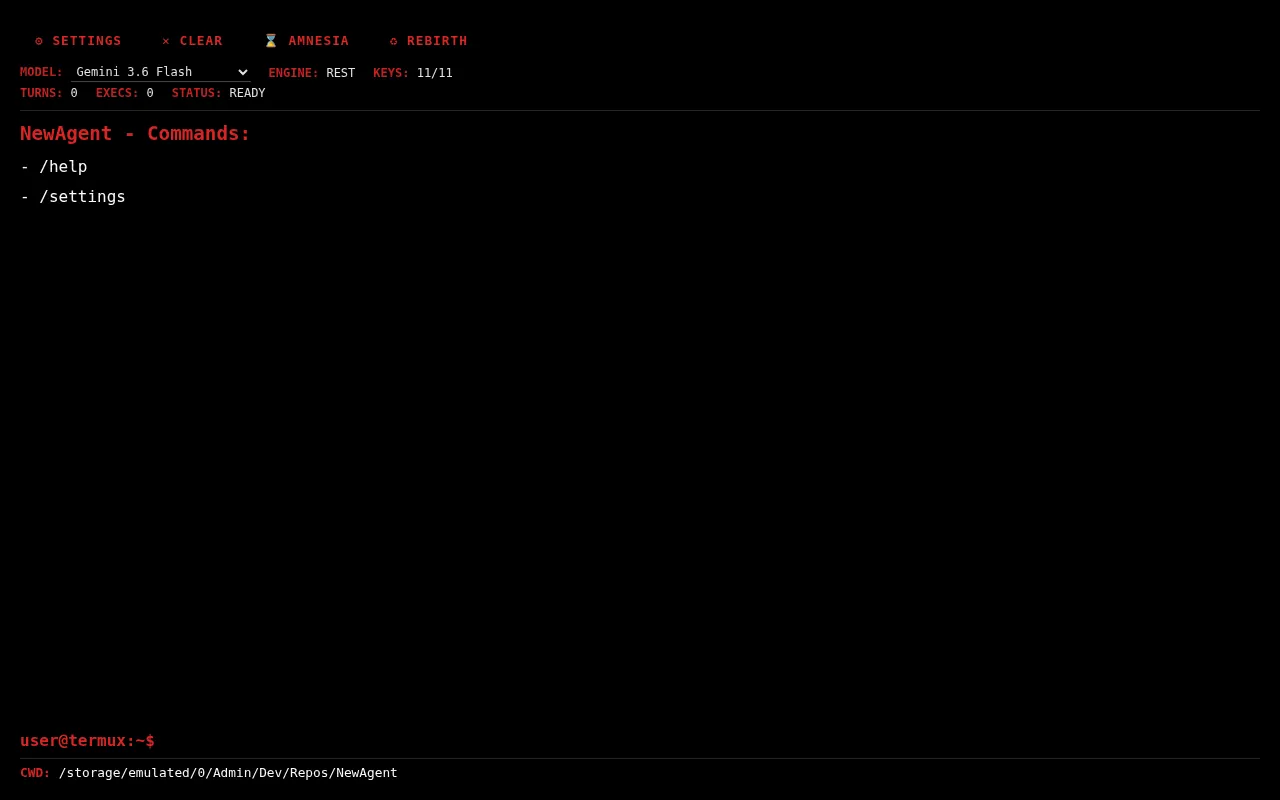 ⚙ SETTINGS ✕ CLEAR ⌛ AMNESIA ♻ REBIRTH
MODEL: Gemini 3.6 Flash ENGINE: REST KEYS: 11/11
TURNS: 0 EXECS: 0 STATUS: READY
NewAgent - Commands:
- /help
- /settings
user@termux:~$
CWD: /storage/emulated/0/Admin/Dev/Repos/NewAgent